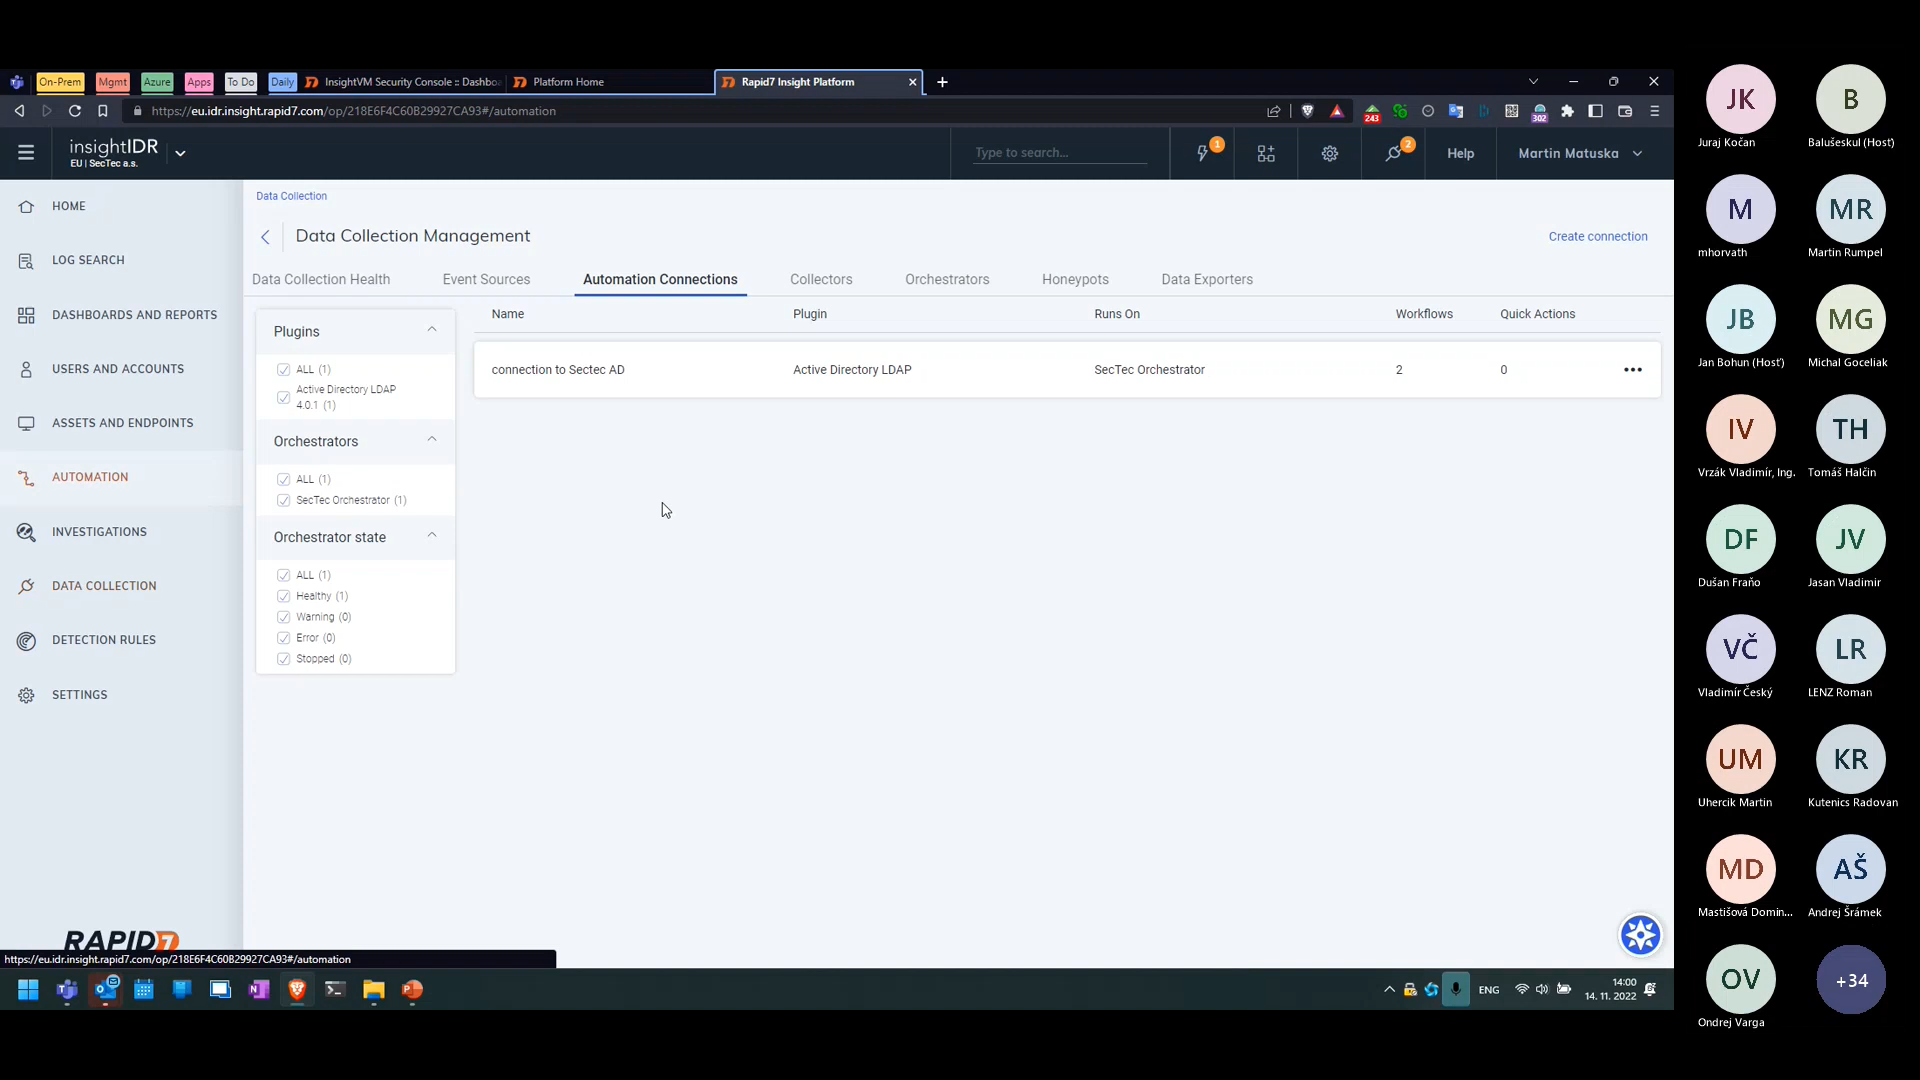 On-Prem
Mgmt
Azure
Apps
To Do
Daily
InsightVM Security Console :: Dashbo
Platform Home
Rapid7 Insight Platform
https://eu.idr.insight.rapid7.com/op/218E6F4C60B29927CA93#/automation
243
302
insightIDR
EU | SecTec a.s.
Type to search...
1
2
Help
Martin Matuska
HOME
LOG SEARCH
DASHBOARDS AND REPORTS
USERS AND ACCOUNTS
ASSETS AND ENDPOINTS
AUTOMATION
INVESTIGATIONS
DATA COLLECTION
DETECTION RULES
SETTINGS
RAPID7
https://eu.idr.insight.rapid7.com/op/218E6F4C60B29927CA93#/automation
Data Collection
Data Collection Management
Create connection
Data Collection Health
Event Sources
Automation Connections
Collectors
Orchestrators
Honeypots
Data Exporters
Plugins
ALL (1)
Active Directory LDAP
4.0.1 (1)
Orchestrators
ALL (1)
SecTec Orchestrator (1)
Orchestrator state
ALL (1)
Healthy (1)
Warning (0)
Error (0)
Stopped (0)
Name
Plugin
Runs On
Workflows
Quick Actions
connection to Sectec AD
Active Directory LDAP
SecTec Orchestrator
2
0
ENG
14:00
14. 11. 2022
JK
Juraj Kočan
B
Balušeskul (Hosť)
M
mhorvath
MR
Martin Rumpel
JB
Jan Bohun (Hosť)
MG
Michal Goceliak
IV
Vrzák Vladimír, Ing.
TH
Tomáš Halčin
DF
Dušan Fraňo
JV
Jasan Vladimir
VČ
Vladimír Český
LR
LENZ Roman
UM
Uhercik Martin
KR
Kutenics Radovan
MD
Mastišová Domin...
AŠ
Andrej Šrámek
OV
Ondrej Varga
+34